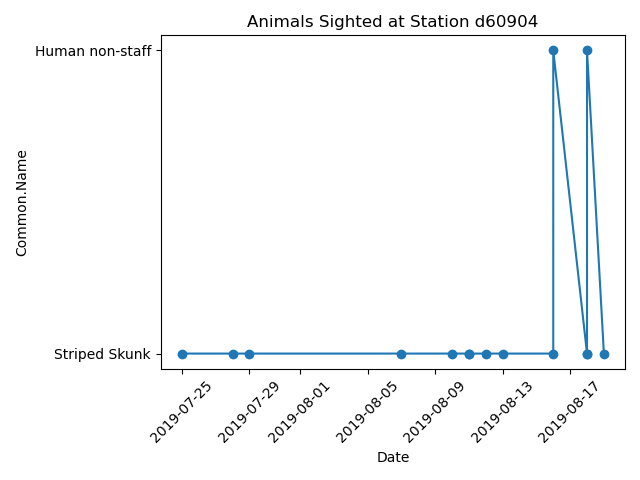 Animals Sighted at Station d60904
Human non-staff
Common.Name
Striped Skunk
2019-07-25
2019-07-29
2019-08-01
2019-08-05
2019-08-09
2019-08-13
2019-08-17
Date